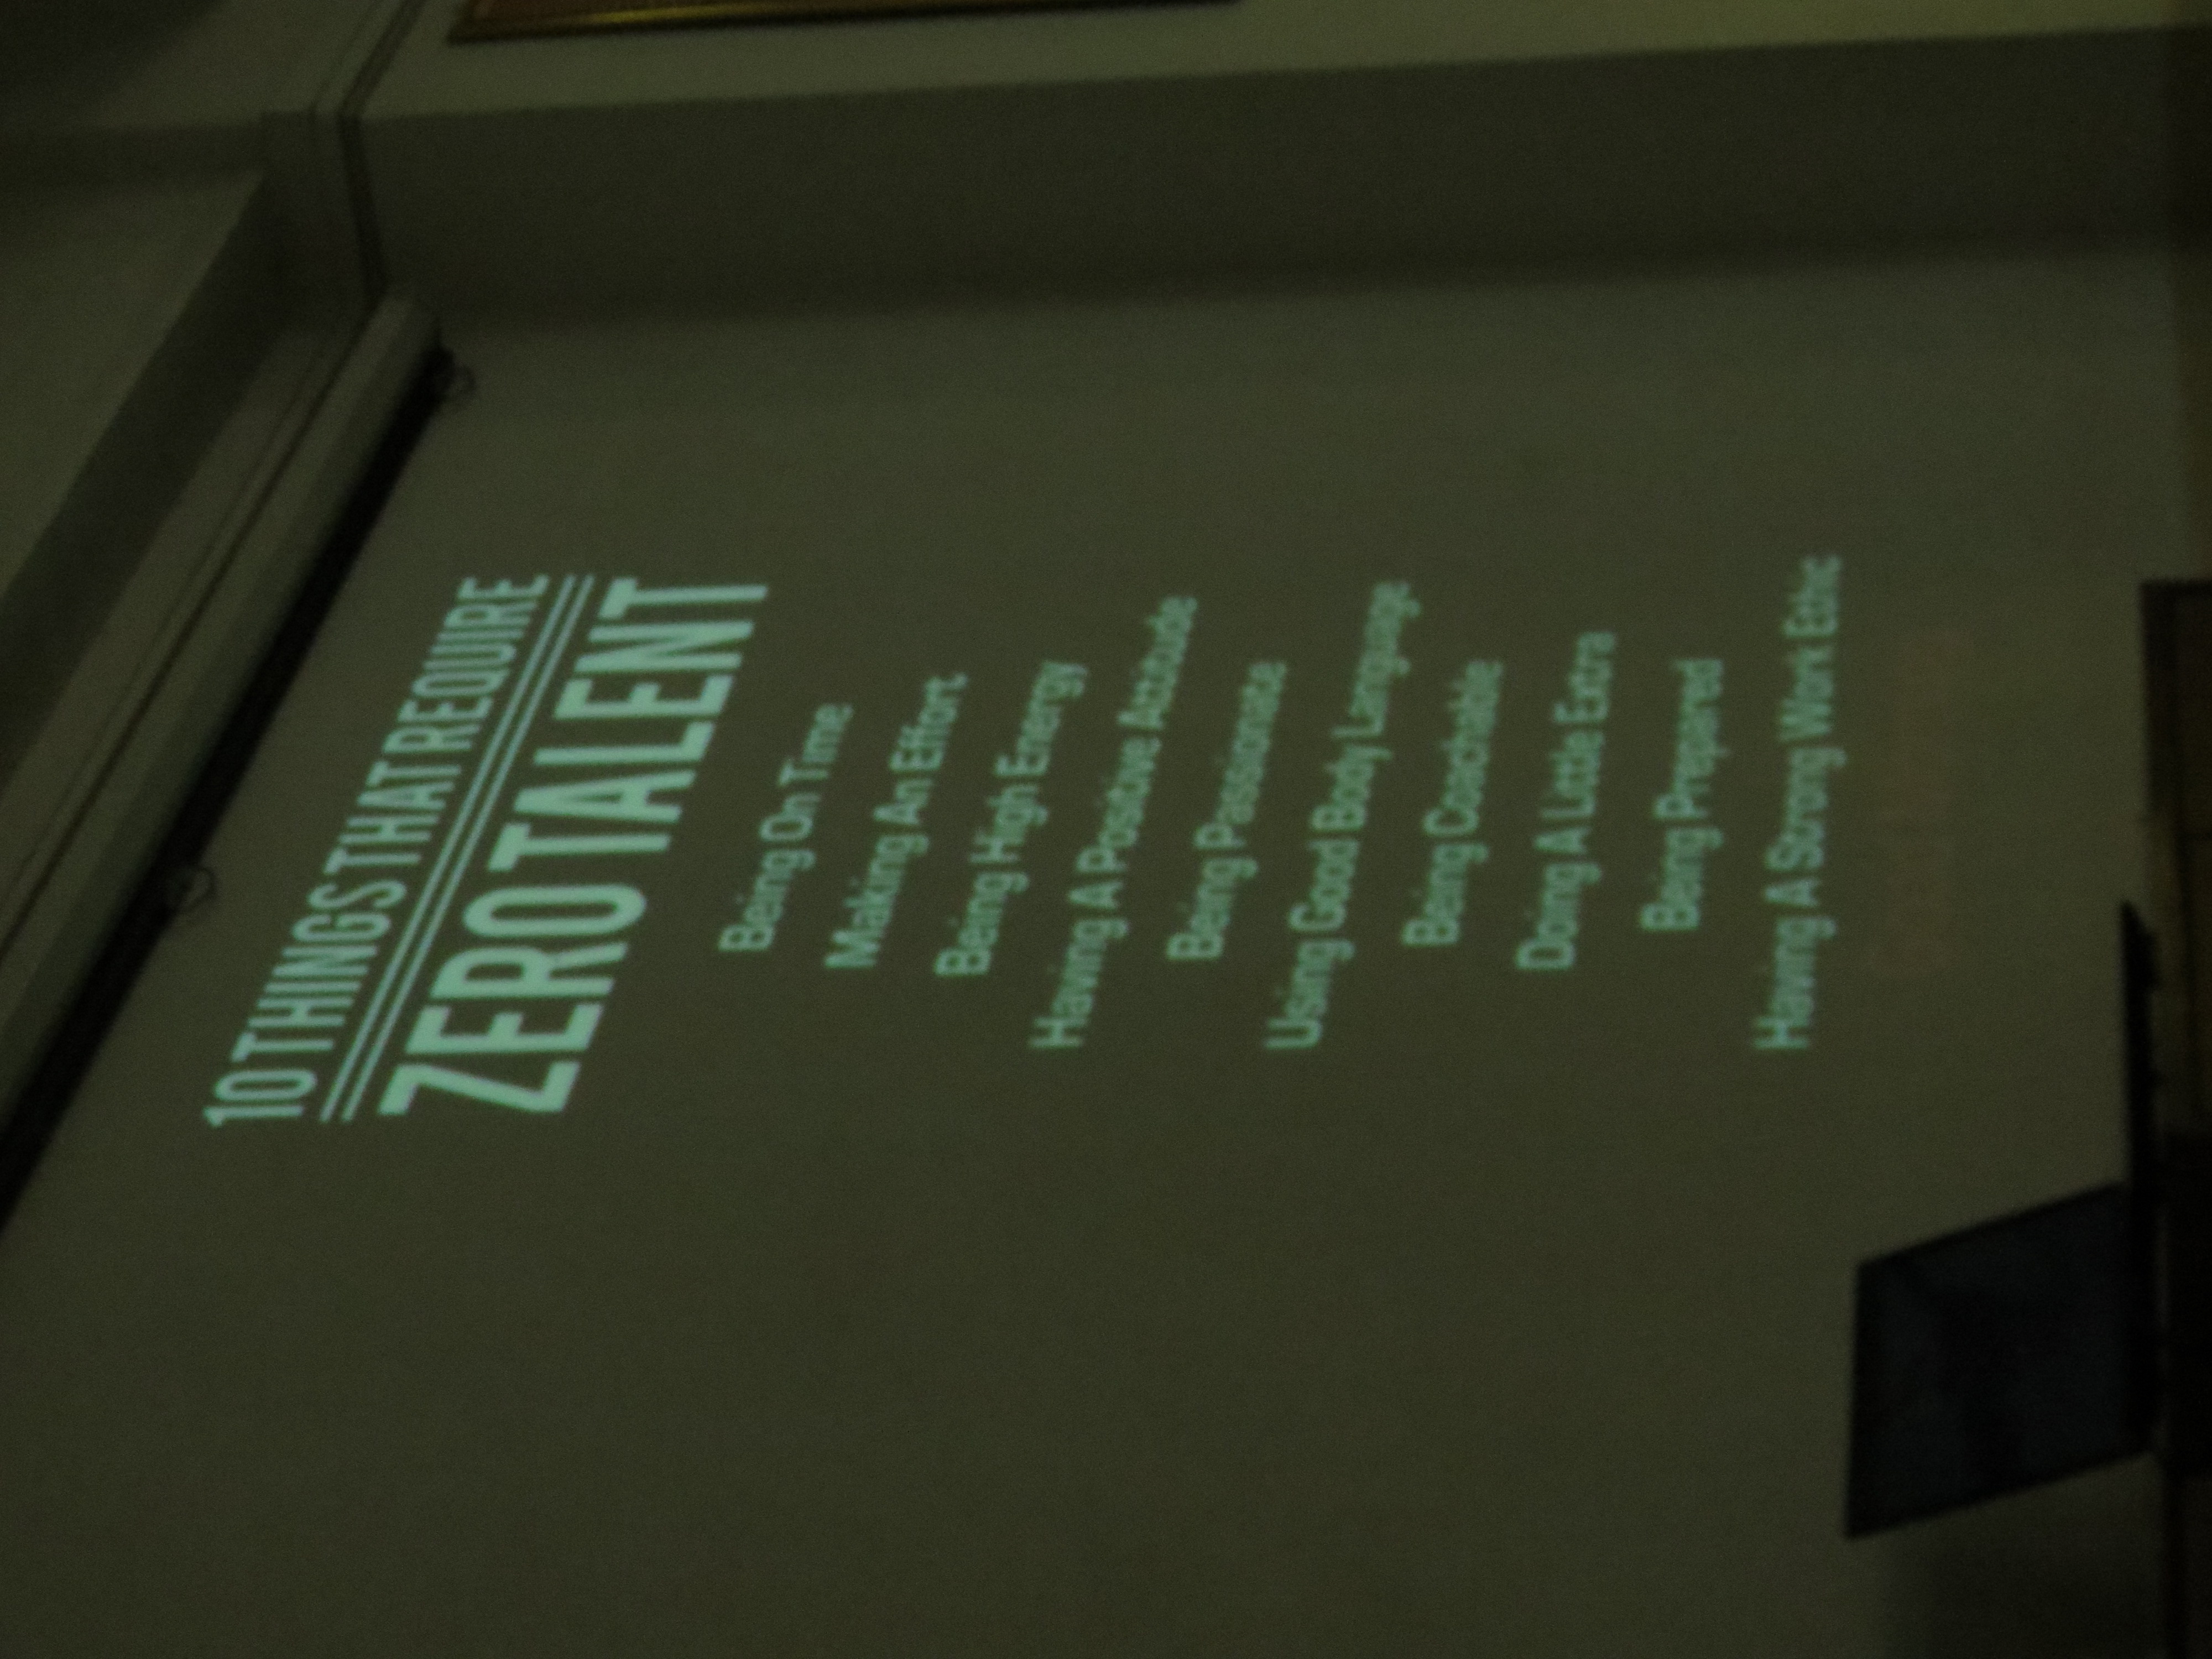 10 THINGS THAT REQUIRE
ZERO TALENT
Being On Time
Making An Effort
Being High Energy
Having A Positive Attitude
Being Passionate
Using Good Body Language
Being Coachable
Doing A Little Extra
Being Prepared
Having A Strong Work Ethic